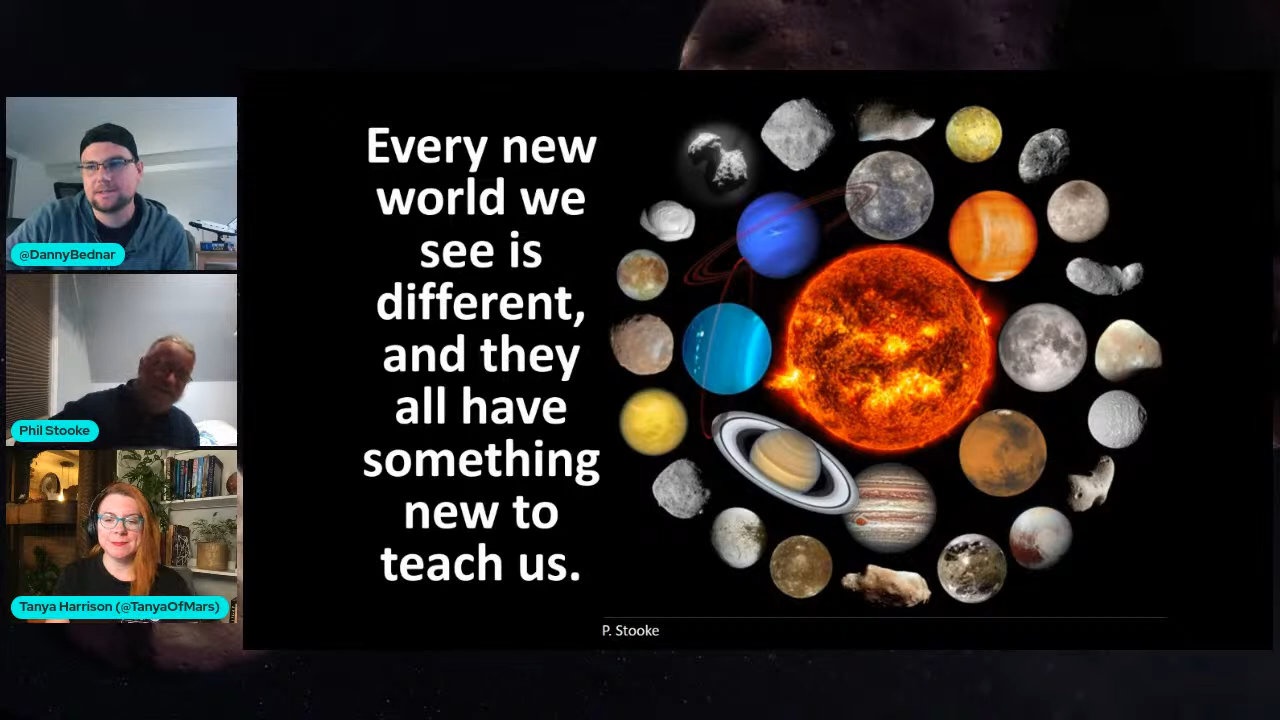 @DannyBednar
Phil Stooke
Tanya Harrison (@TanyaOfMars)
Every new
world we
see is
different,
and they
all have
something
new to
teach us.
P. Stooke